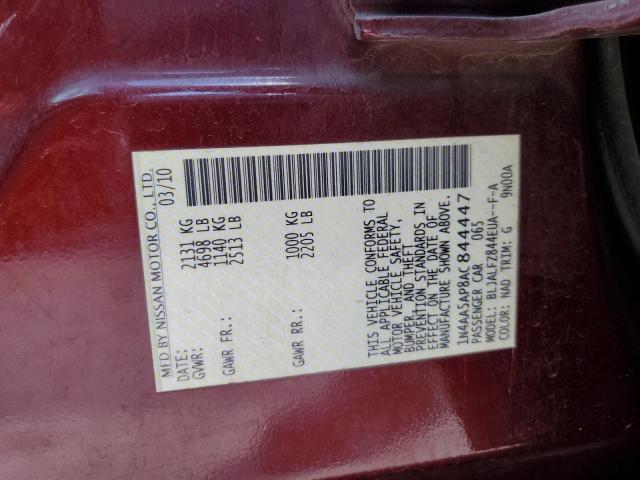 MFD BY NISSAN MOTOR CO., LTD.
DATE: 03/10
GVWR: 2131 KG
4698 LB
GAWR FR.: 1140 KG
2513 LB
GAWR RR.: 1000 KG
2205 LB
THIS VEHICLE CONFORMS TO
ALL APPLICABLE FEDERAL
MOTOR VEHICLE SAFETY,
BUMPER, AND THEFT
PREVENTION STANDARDS IN
EFFECT ON THE DATE OF
MANUFACTURE SHOWN ABOVE.
1N4AA5AP8AC844447
PASSENGER CAR 065
MODEL: BLJALFZ844EUA--F-A
COLOR: NAD TRIM: G 9N00A